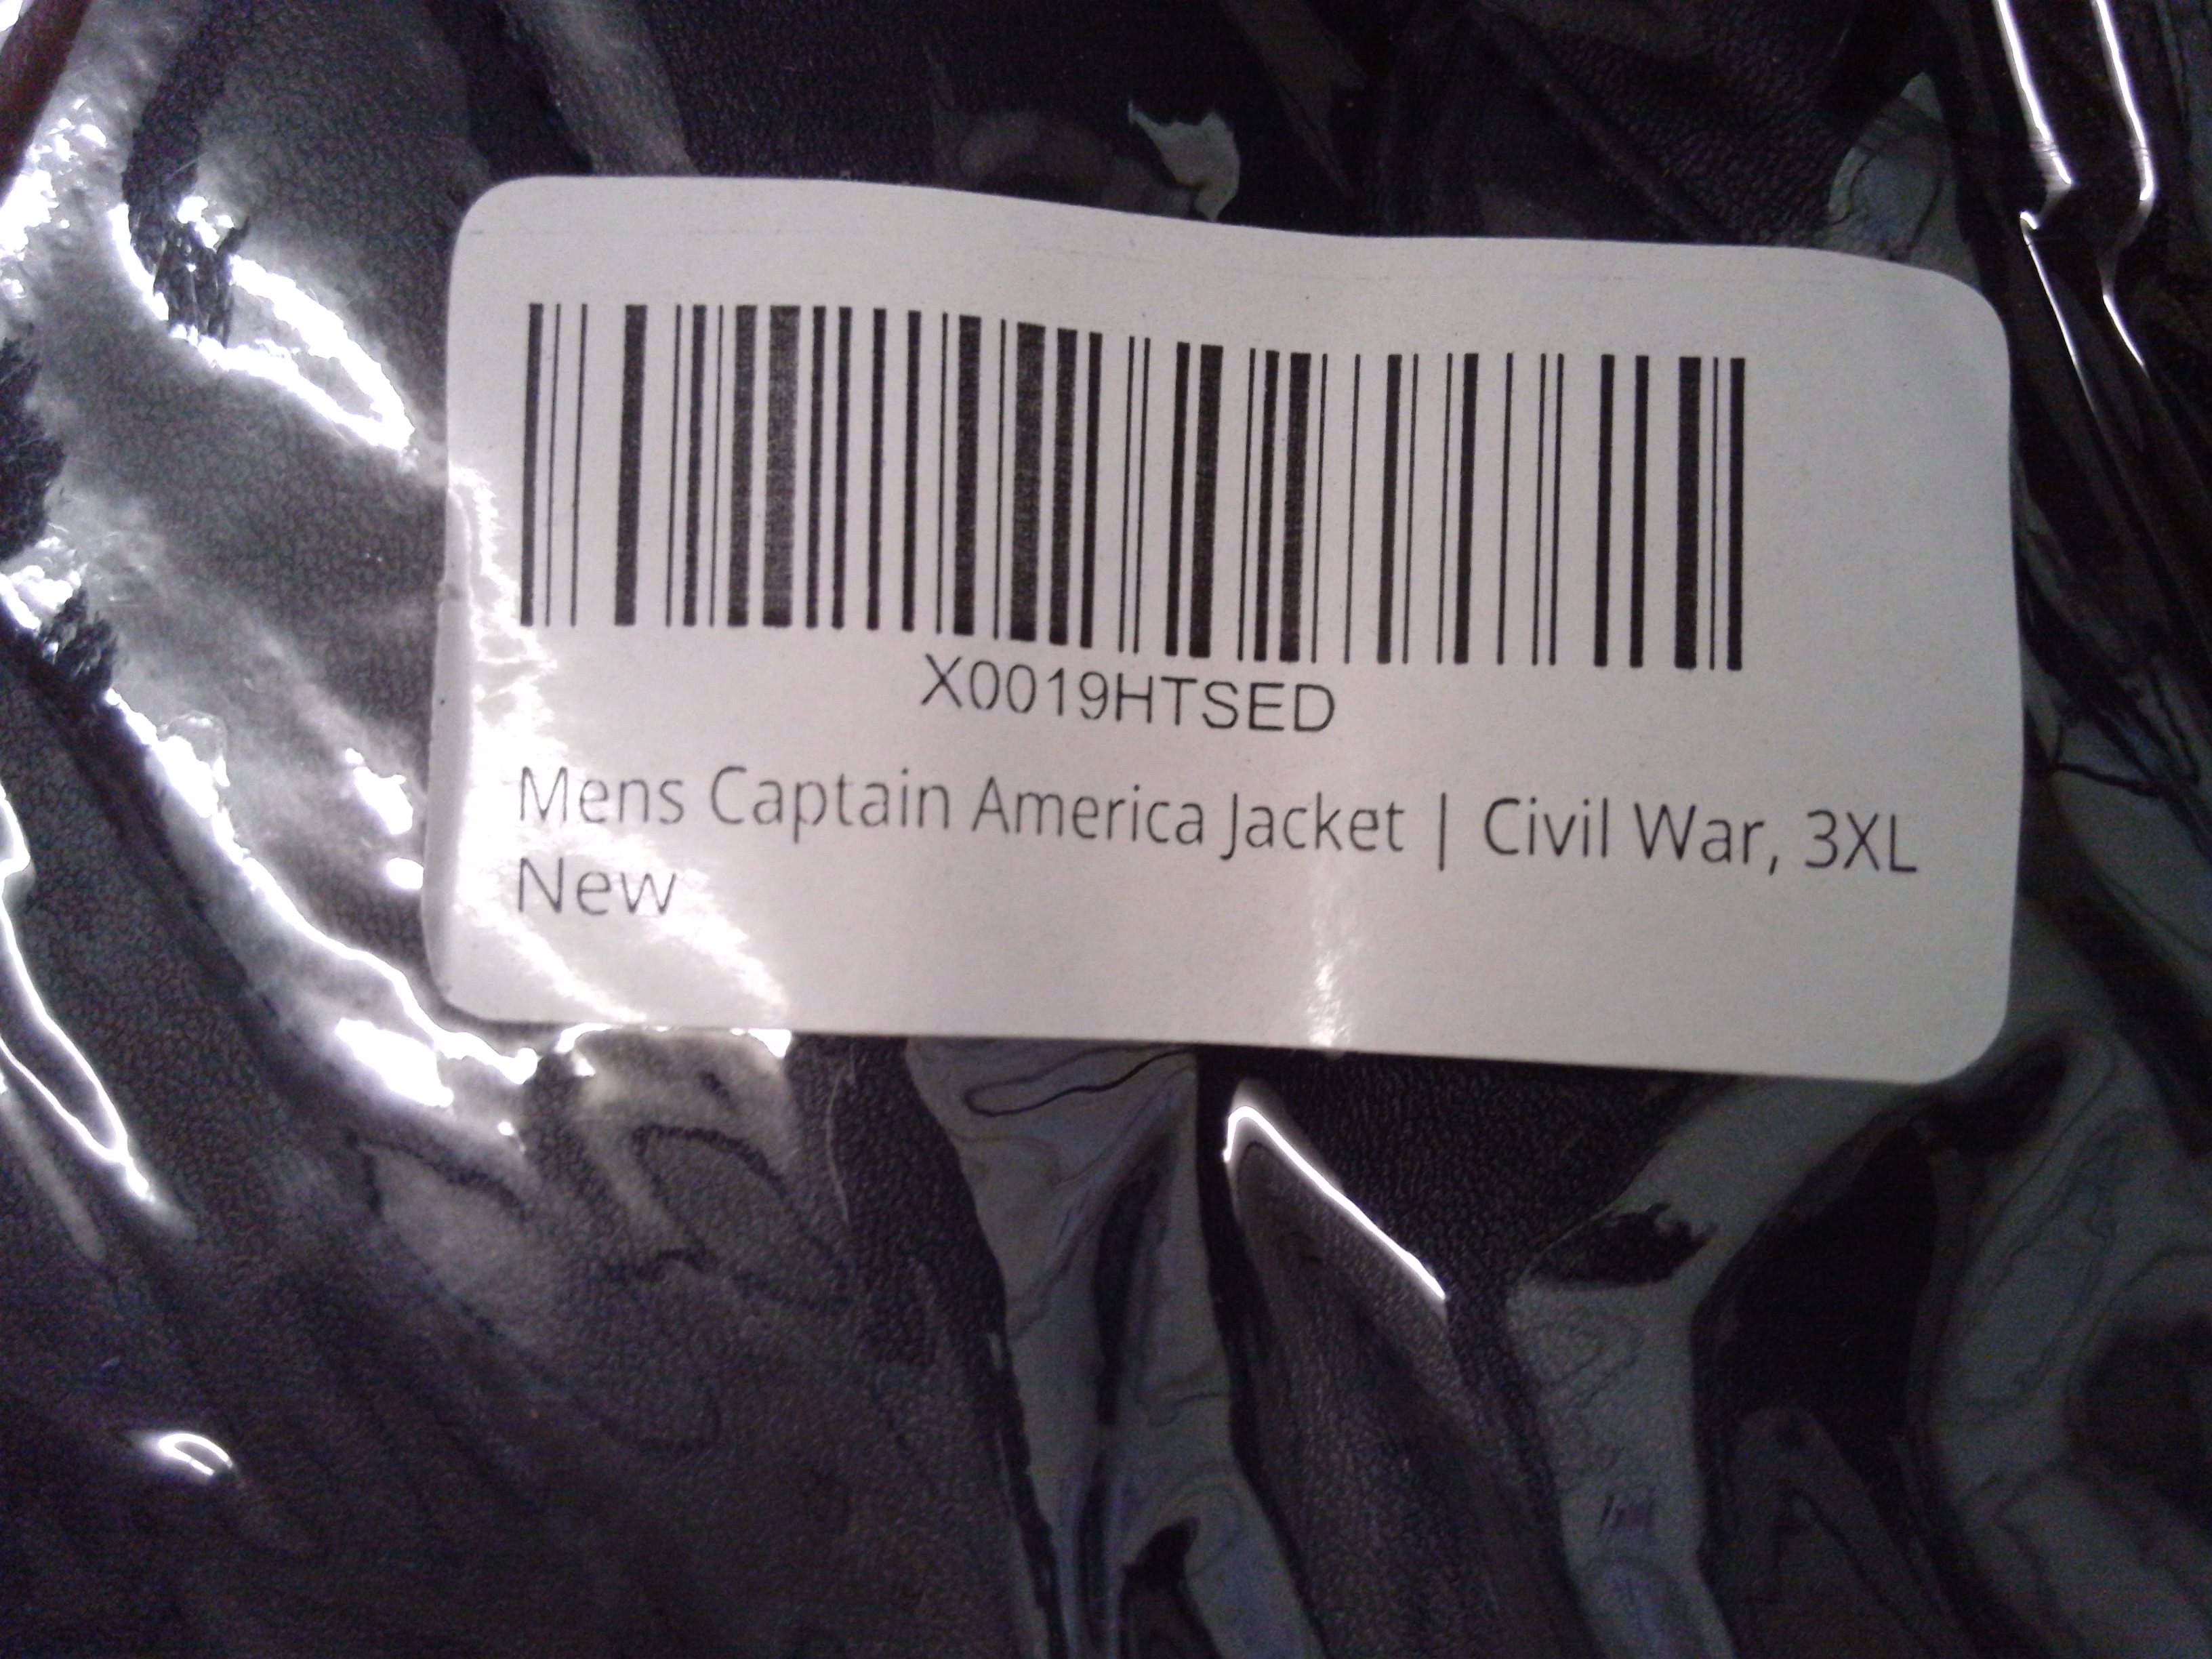 X0019HTSED
Mens Captain America Jacket | Civil War, 3XL
New